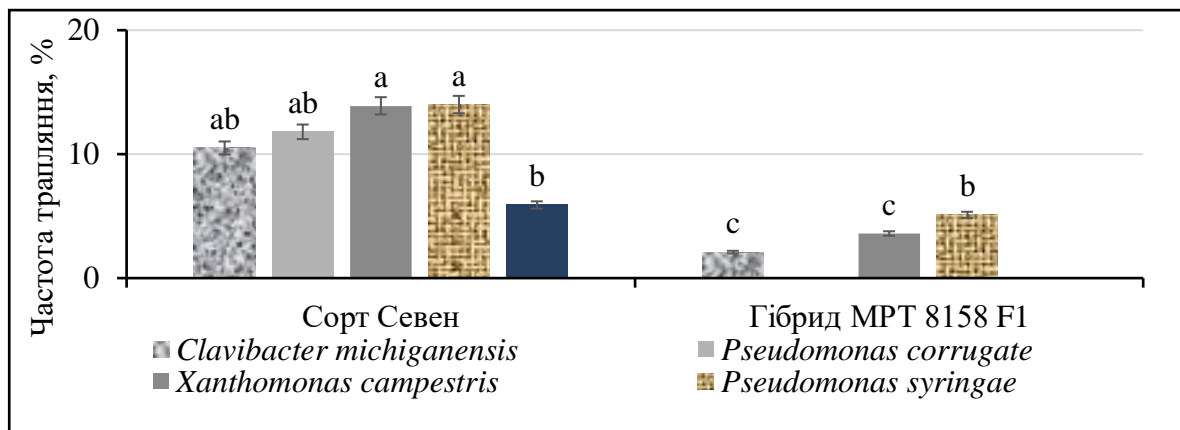 20
10
0
Частота трапляння, %
ab
ab
a
a
b
c
c
b
Сорт Севен
Гібрид МРТ 8158 F1
Clavibacter michiganensis
Pseudomonas corrugate
Xanthomonas campestris
Pseudomonas syringae